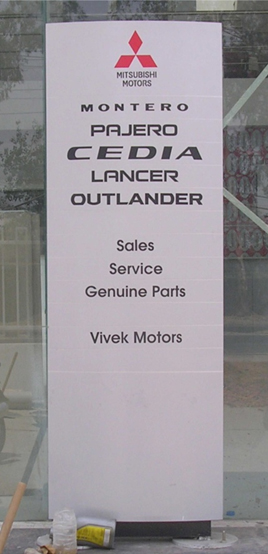 MITSUBISHI
MOTORS
MONTERO
PAJERO
CEDIA
LANCER
OUTLANDER
Sales
Service
Genuine Parts
Vivek Motors